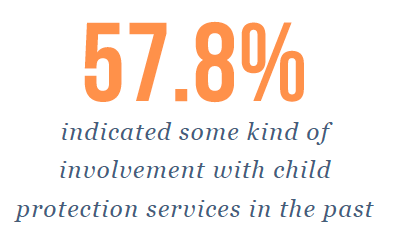 57.8%
indicated some kind of
involvement with child
protection services in the past